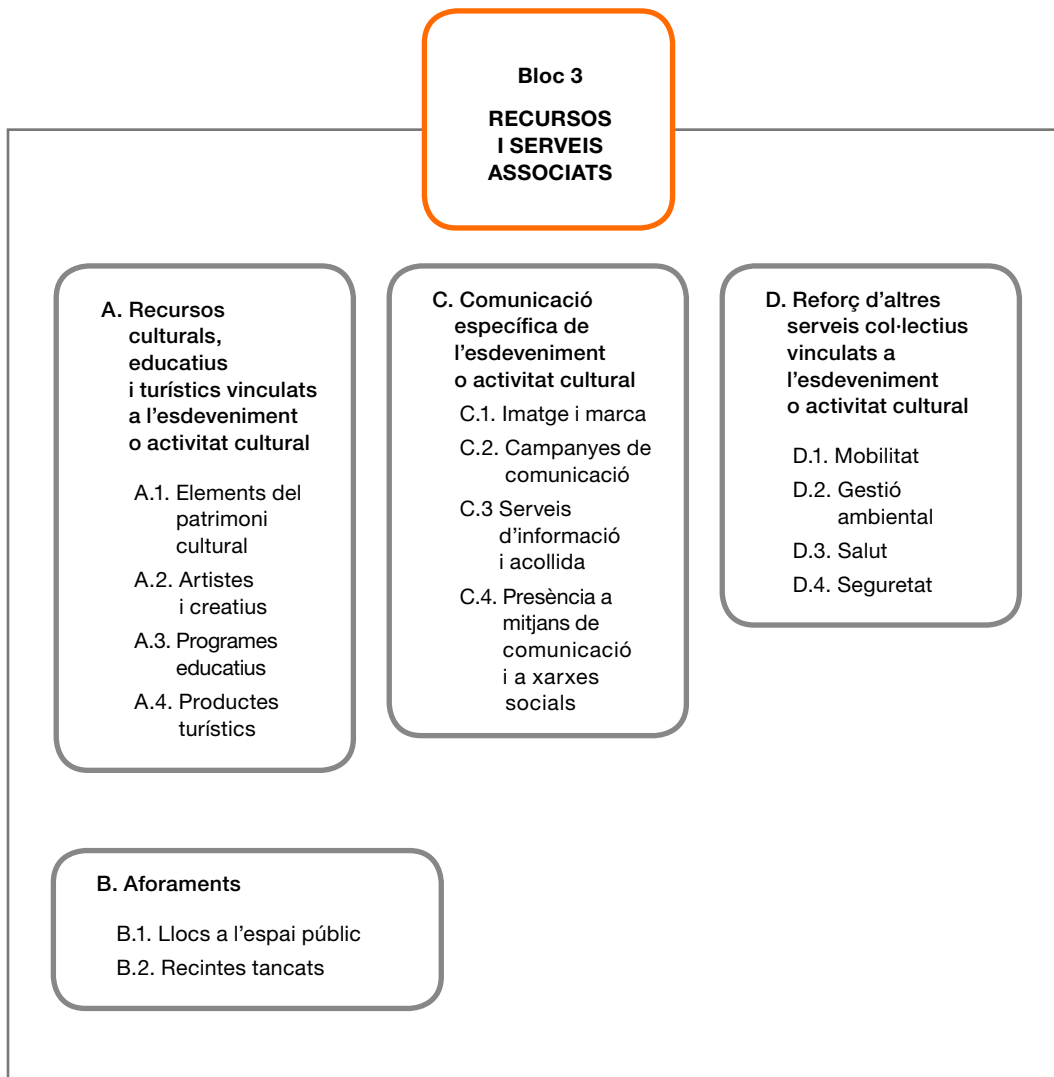 Bloc 3
RECURSOS
I SERVEIS
ASSOCIATS
A. Recursos
culturals,
educatius
i turístics vinculats
a l'esdeveniment
o activitat cultural
A.1. Elements del
patrimoni
cultural
A.2. Artistes
i creatius
A.3. Programes
educatius
A.4. Productes
turístics
B. Aforaments
B.1. Llocs a l'espai públic
B.2. Recintes tancats
C. Comunicació
específica de
l'esdeveniment
o activitat cultural
C.1. Imatge i marca
C.2. Campanyes de
comunicació
C.3 Serveis
d'informació
i acollida
C.4. Presència a
mitjans de
comunicació
i a xarxes
socials
D. Reforç d'altres
serveis col·lectius
vinculats a
l'esdeveniment
o activitat cultural
D.1. Mobilitat
D.2. Gestió
ambiental
D.3. Salut
D.4. Seguretat